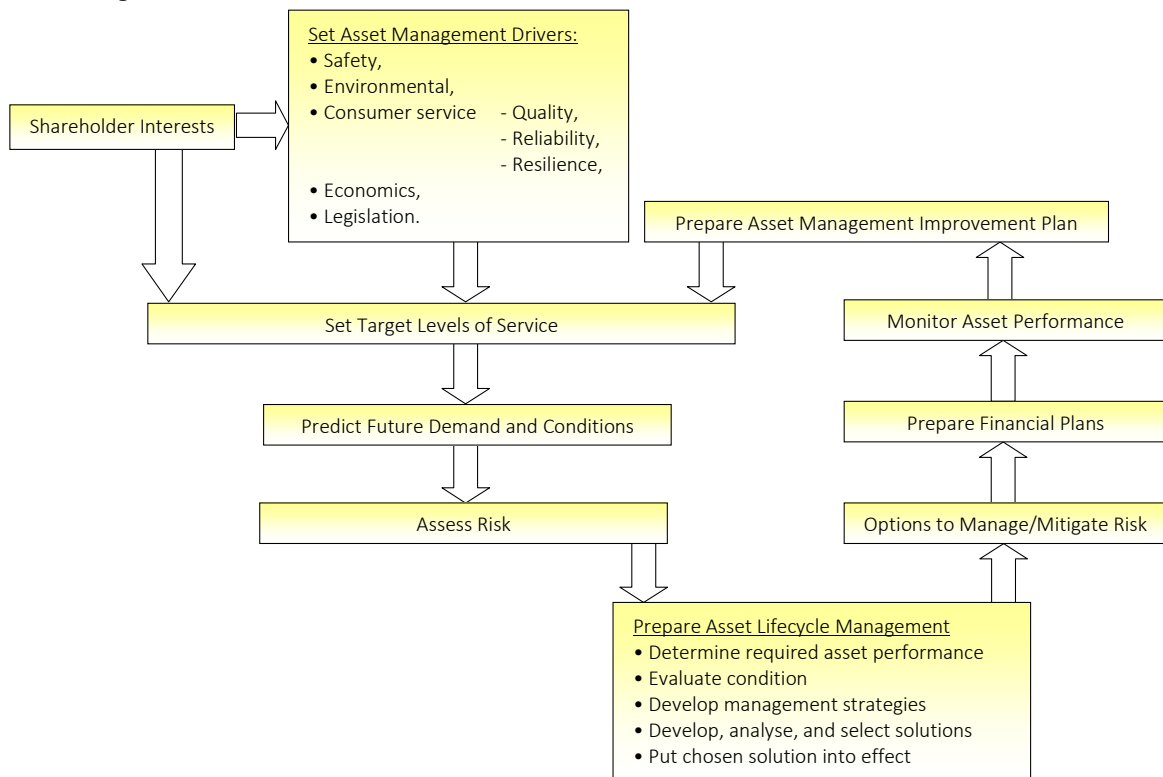 Set Asset Management Drivers:
• Safety,
• Environmental,
• Consumer service - Quality,
- Reliability,
- Resilience,
• Economics,
• Legislation.
Shareholder Interests
Prepare Asset Management Improvement Plan
Set Target Levels of Service
Monitor Asset Performance
Predict Future Demand and Conditions
Prepare Financial Plans
Assess Risk
Options to Manage/Mitigate Risk
Prepare Asset Lifecycle Management
• Determine required asset performance
• Evaluate condition
• Develop management strategies
• Develop, analyse, and select solutions
• Put chosen solution into effect